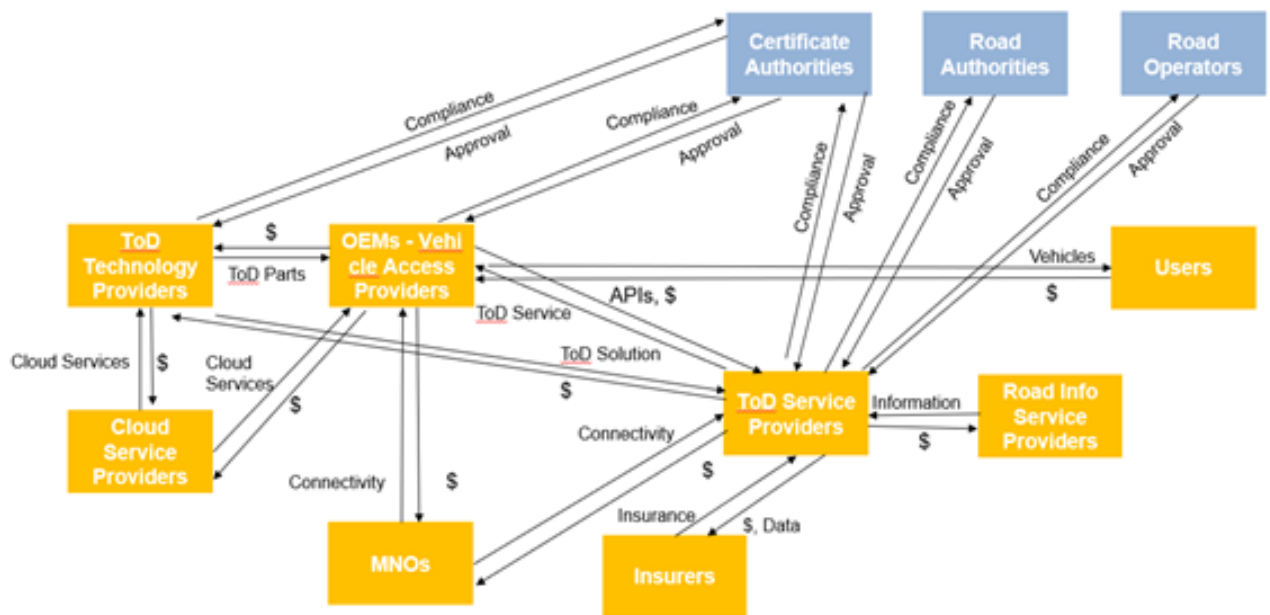 Certificate
Authorities
Road
Authorities
Road
Operators
Compliance
Approval
Compliance
Approval
Compliance
Approval
Compliance
Approval
Compliance
Approval
ToD
Technology
Providers
$
ToD Parts
OEMs - Vehi
cle Access
Providers
Vehicles
$
Users
APIs, $
ToD Service
ToD Solution
$
Cloud Services
$
Cloud
Services
$
Cloud
Service
Providers
ToD Service
Providers
Information
$
Road Info
Service
Providers
Connectivity
$
Connectivity
$
MNOs
Insurance
$, Data
Insurers